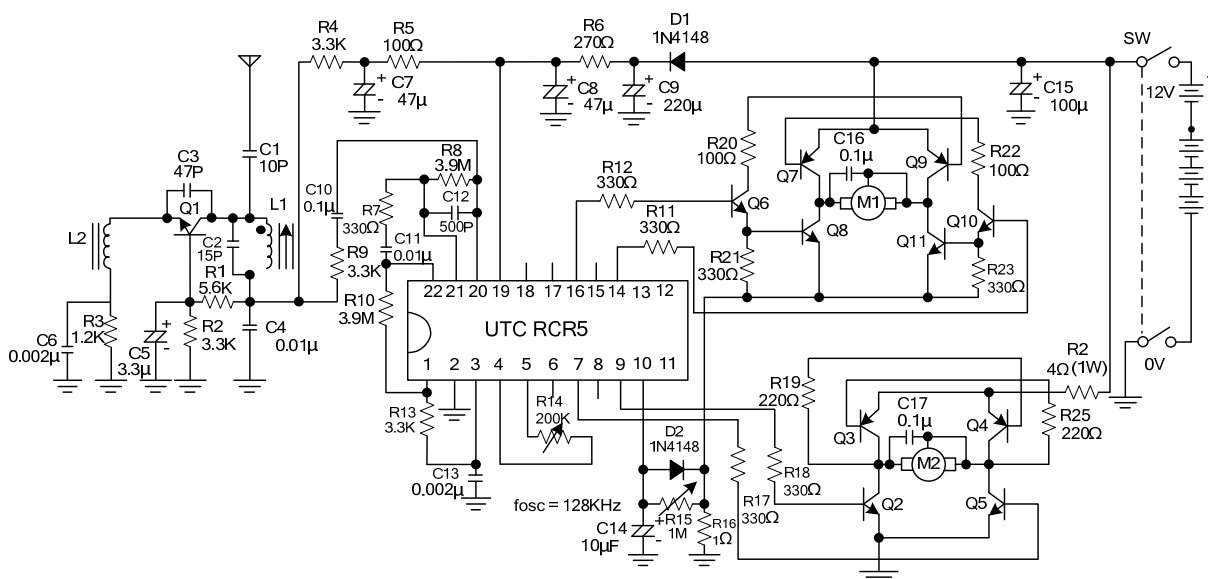 R4
3.3K
R5
100Ω
R6
270Ω
D1
1N4148
SW
12V
+
-
C7
47μ
+
-
C8
47μ
+
-
C9
220μ
+
-
C15
100μ
C1
10P
C3
47P
Q1
L1
L2
C2
15P
R1
5.6K
C10
0.1μ
R8
3.9M
R7
330Ω
C12
500P
C11
0.01μ
R9
3.3K
R10
3.9M
R12
330Ω
R11
330Ω
R20
100Ω
Q6
R21
330Ω
Q7
C16
0.1μ
Q9
M1
Q8
Q11
Q10
R22
100Ω
R23
330Ω
22 21 20 19 18 17 16 15 14 13 12
UTC RCR5
1 2 3 4 5 6 7 8 9 10 11
C6
0.002μ
R3
1.2K
C5
3.3μ
+
-
R2
3.3K
C4
0.01μ
R13
3.3K
C13
0.002μ
R14
200K
fosc = 128KHz
D2
1N4148
C14
10μF
+
-
R15
1M
R16
1Ω
R17
330Ω
R18
330Ω
R19
220Ω
Q3
C17
0.1μ
Q4
M2
Q2
Q5
R2
4Ω(1W)
R25
220Ω
0V